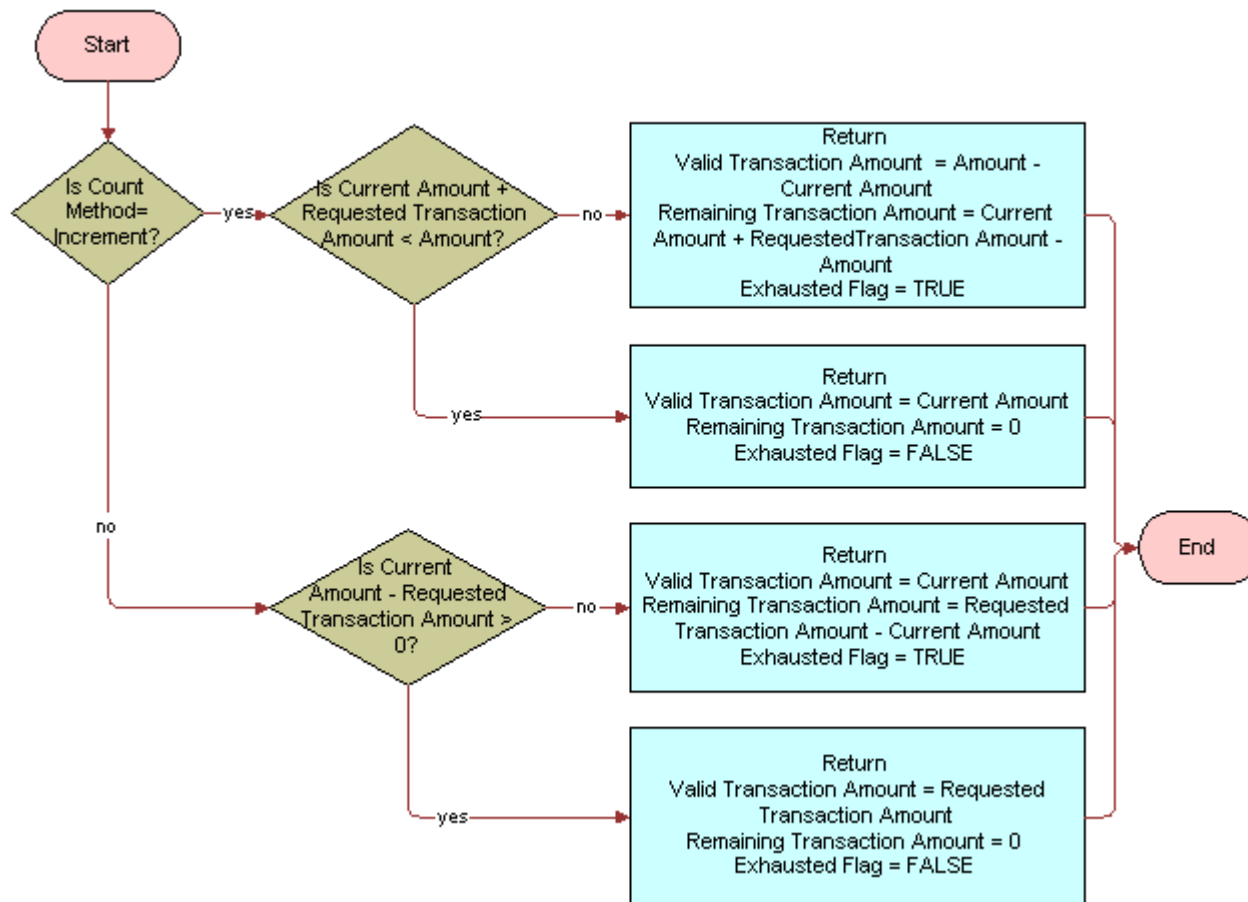 Start
Is Count
Method=
Increment?
yes
Is Current Amount +
Requested Transaction
Amount < Amount?
no
Return
Valid Transaction Amount = Amount -
Current Amount
Remaining Transaction Amount = Current
Amount + RequestedTransaction Amount -
Amount
Exhausted Flag = TRUE
yes
Return
Valid Transaction Amount = Current Amount
Remaining Transaction Amount = 0
Exhausted Flag = FALSE
no
Is Current
Amount - Requested
Transaction Amount >
0?
no
Return
Valid Transaction Amount = Current Amount
Remaining Transaction Amount = Requested
Transaction Amount - Current Amount
Exhausted Flag = TRUE
End
yes
Return
Valid Transaction Amount = Requested
Transaction Amount
Remaining Transaction Amount = 0
Exhausted Flag = FALSE